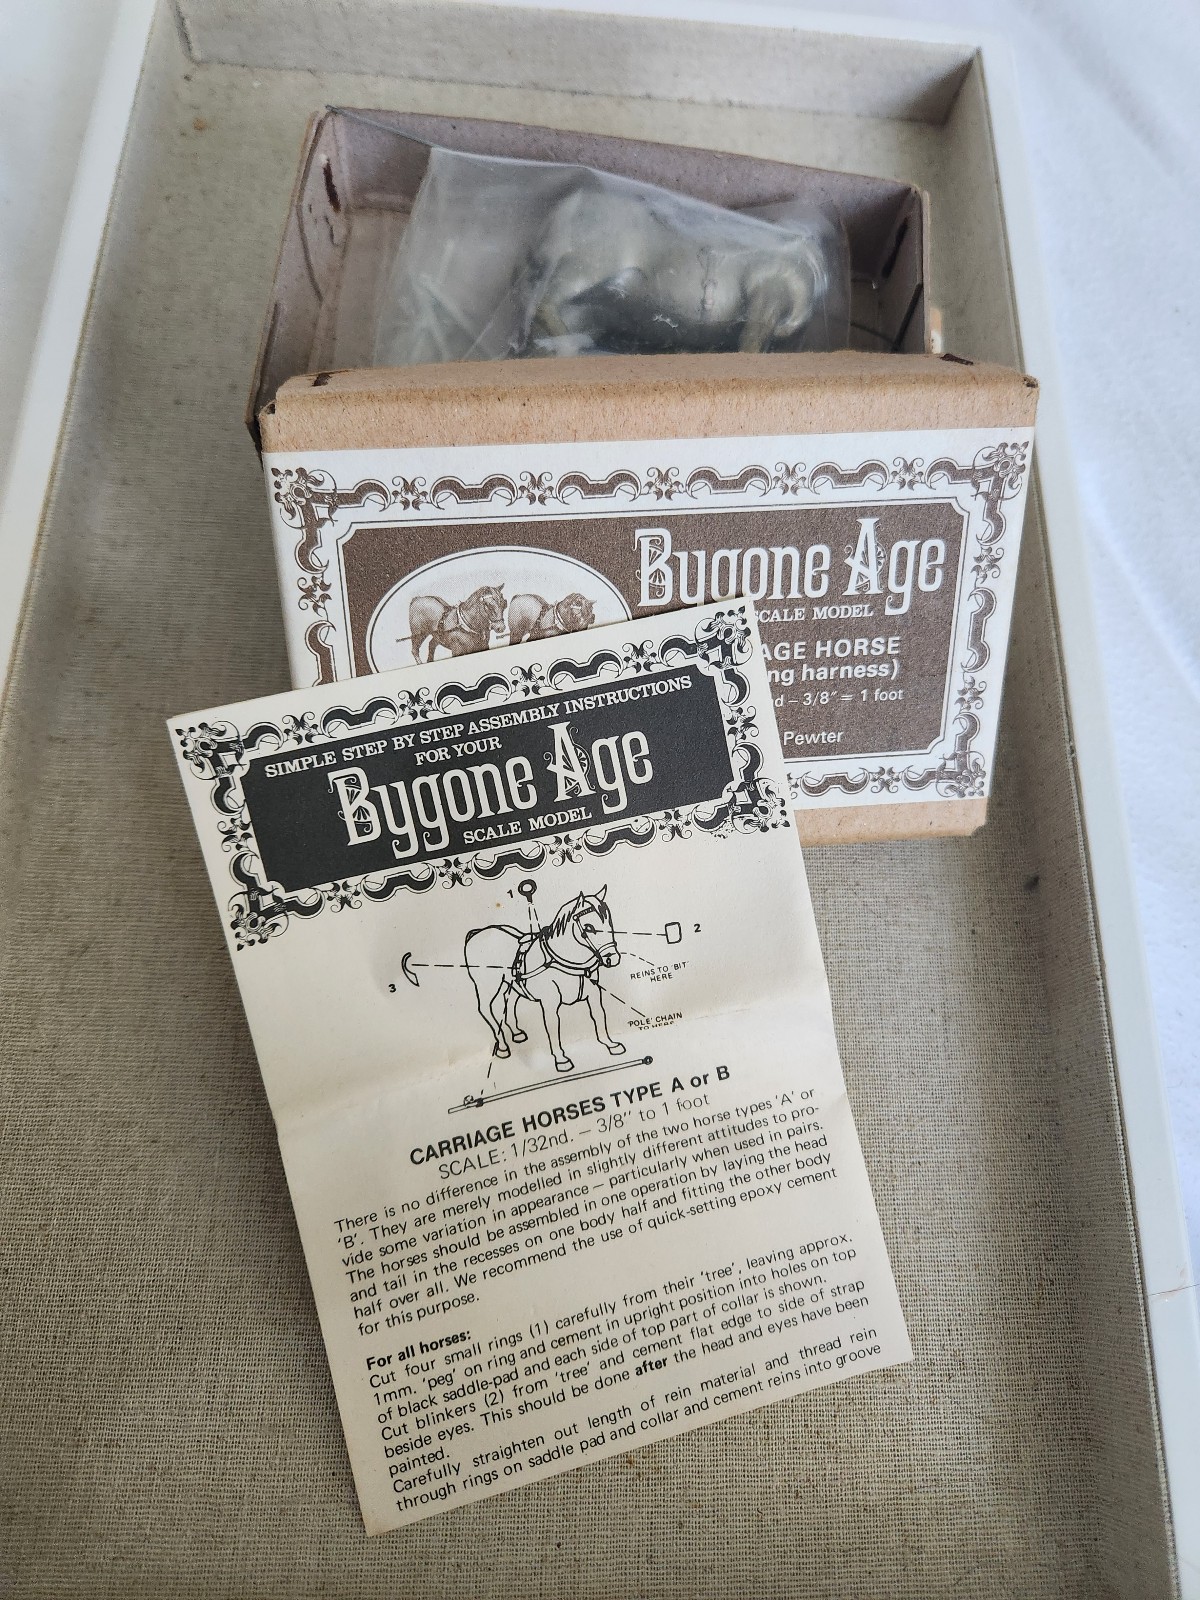 Bygone Age
SCALE MODEL
AGE HORSE
ng harness)
d – 3/8″ = 1 foot
Pewter
SIMPLE STEP BY STEP ASSEMBLY INSTRUCTIONS
FOR YOUR
Bygone Age
SCALE MODEL
1
2
3
REINS TO 'BIT'
HERE
'POLE' CHAIN
TO HERE
CARRIAGE HORSES TYPE A or B
SCALE: 1/32nd. – 3/8″ to 1 foot
There is no difference in the assembly of the two horse types 'A' or
'B'. They are merely modelled in slightly different attitudes to pro-
vide some variation in appearance – particularly when used in pairs.
The horses should be assembled in one operation by laying the head
and tail in the recesses on one body half and fitting the other body
half over all. We recommend the use of quick-setting epoxy cement
for this purpose.
For all horses:
Cut four small rings (1) carefully from their 'tree', leaving approx.
1mm. 'peg' on ring and cement in upright position into holes on top
of black saddle-pad and each side of top part of collar is shown.
Cut blinkers (2) from 'tree' and cement flat edge to side of strap
beside eyes. This should be done after the head and eyes have been
painted.
Carefully straighten out length of rein material and thread rein
through rings on saddle pad and collar and cement reins into groove